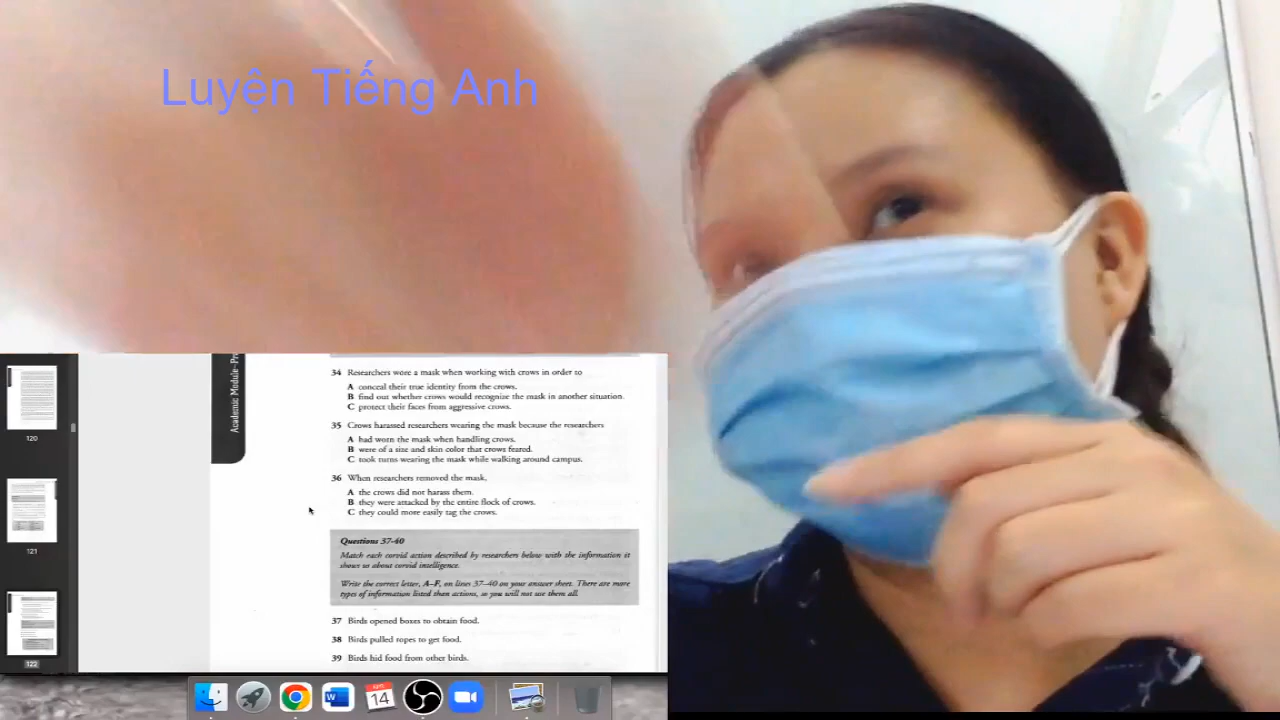 Luyện Tiếng Anh
Academic Module–Pr
34 Researchers wore a mask when working with crows in order to
A conceal their true identity from the crows.
B find out whether crows would recognize the mask in another situation.
C protect their faces from aggressive crows.
35 Crows harassed researchers wearing the mask because the researchers
A had worn the mask when handling crows.
B were of a size and skin color that crows feared.
C took turns wearing the mask while walking around campus.
36 When researchers removed the mask,
A the crows did not harass them.
B they were attacked by the entire flock of crows.
C they could more easily tag the crows.
Questions 37-40
Match each corvid action described by researchers below with the information it
shows us about corvid intelligence.
Write the correct letter, A–F, on lines 37–40 on your answer sheet. There are more
types of information listed than actions, so you will not use them all.
37 Birds opened boxes to obtain food.
38 Birds pulled ropes to get food.
39 Birds hid food from other birds.
120
121
122
W
14